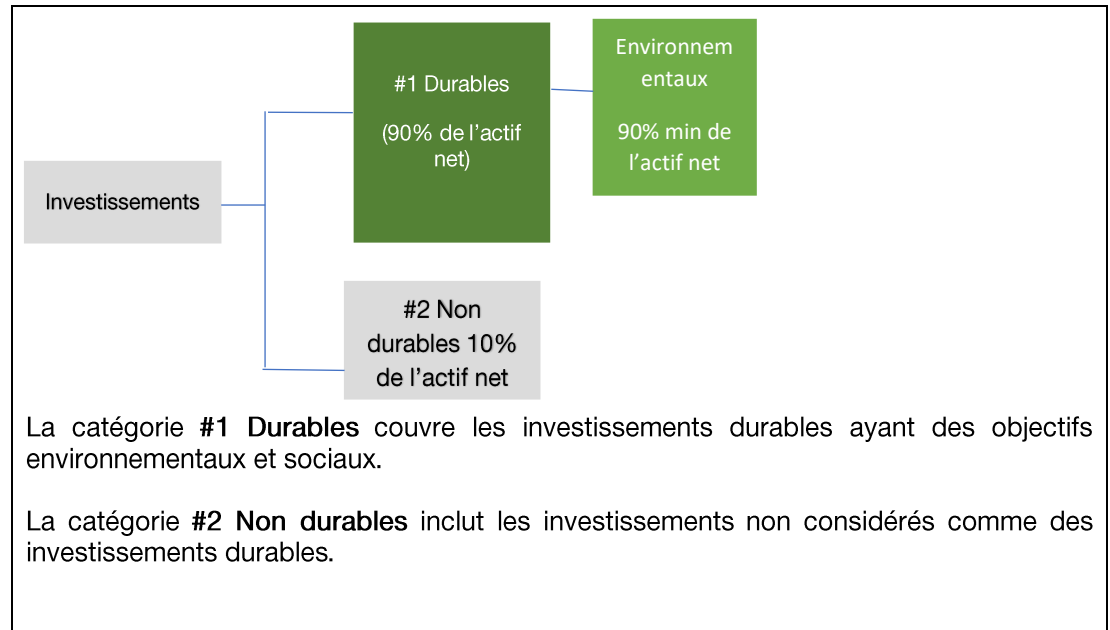 Investissements
#1 Durables
(90% de l’actif
net)
Environnem
entaux
90% min de
l’actif net
#2 Non
durables 10%
de l’actif net
La catégorie #1 Durables couvre les investissements durables ayant des objectifs
environnementaux et sociaux.
La catégorie #2 Non durables inclut les investissements non considérés comme des
investissements durables.